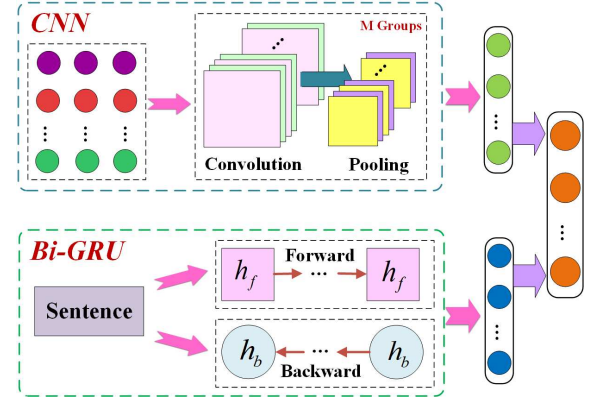 CNN
M Groups
Convolution
Pooling
Bi-GRU
Sentence
Forward
h_f
...
h_f
h_b
...
h_b
Backward